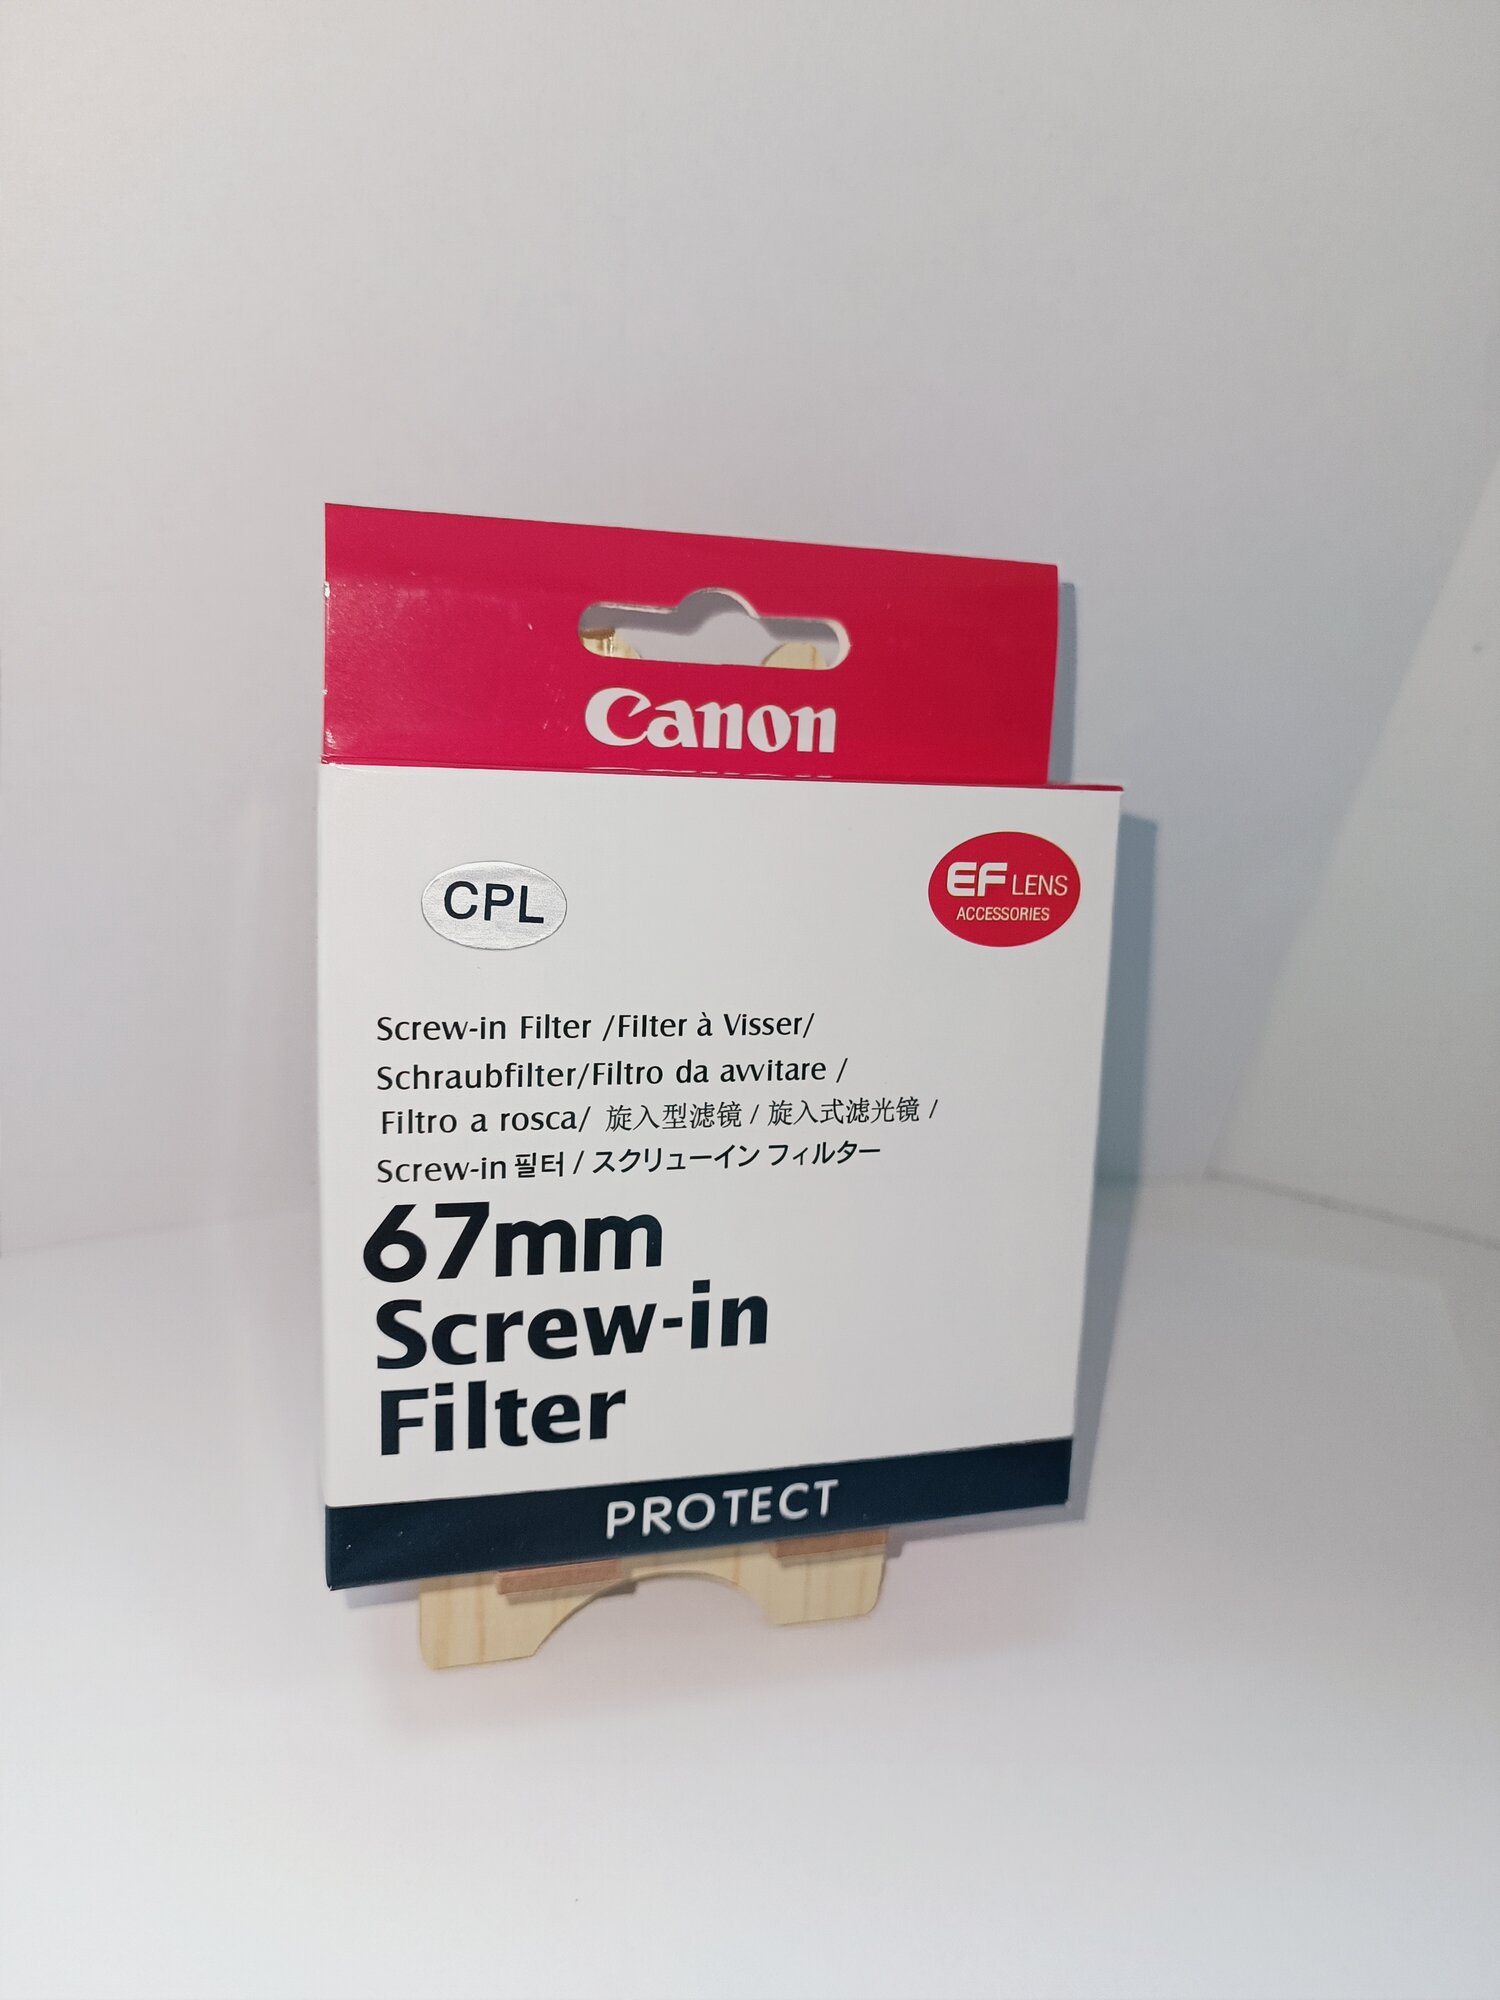 Canon
CPL
EF LENS
ACCESSORIES
Screw-in Filter /Filter à Visser/
Schraubfilter/Filtro da avvitare /
Filtro a rosca/ 旋入型滤镜 / 旋入式滤光镜 /
Screw-in 필터 / スクリューイン フィルター
67mm
Screw-in
Filter
PROTECT